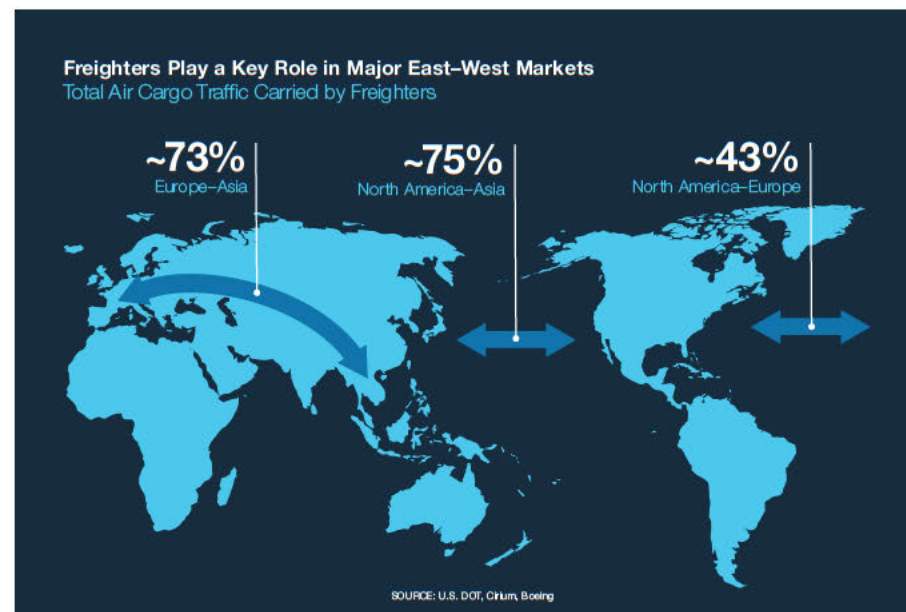 Freighters Play a Key Role in Major East–West Markets
Total Air Cargo Traffic Carried by Freighters
~73%
Europe–Asia
~75%
North America–Asia
~43%
North America–Europe
SOURCE: U.S. DOT, Cirium, Boeing